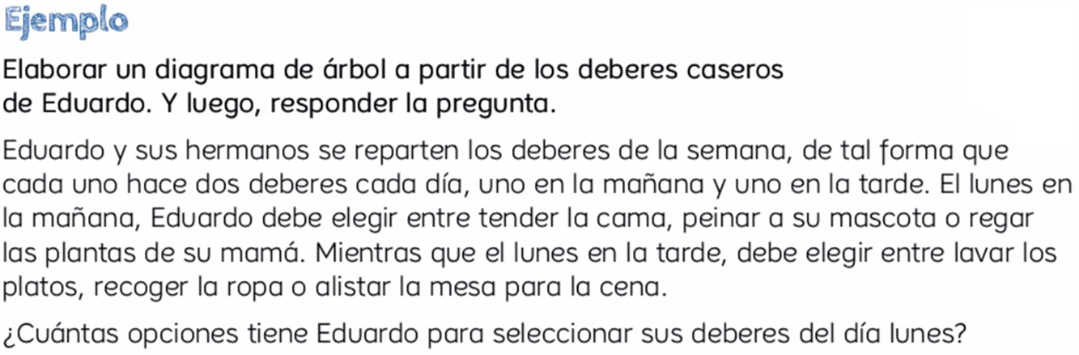 Ejemplo
Elaborar un diagrama de árbol a partir de los deberes caseros
de Eduardo. Y luego, responder la pregunta.
Eduardo y sus hermanos se reparten los deberes de la semana, de tal forma que
cada uno hace dos deberes cada día, uno en la mañana y uno en la tarde. El lunes en
la mañana, Eduardo debe elegir entre tender la cama, peinar a su mascota o regar
las plantas de su mamá. Mientras que el lunes en la tarde, debe elegir entre lavar los
platos, recoger la ropa o alistar la mesa para la cena.
¿Cuántas opciones tiene Eduardo para seleccionar sus deberes del día lunes?